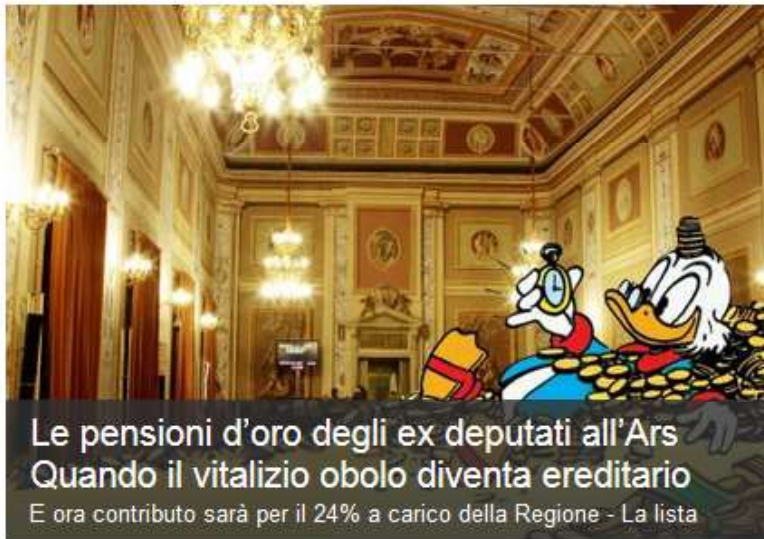 Le pensioni d'oro degli ex deputati all'Ars
Quando il vitalizio obolo diventa ereditario
E ora contributo sarà per il 24% a carico della Regione - La lista